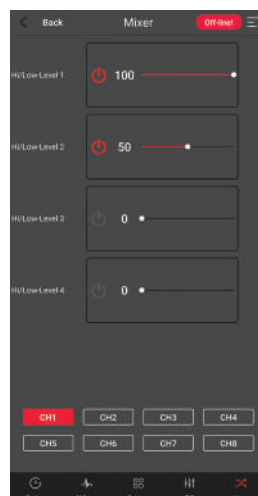 Back Mixer Off-line!
Hi/Low-Level 1 100
Hi/Low-Level 2 50
Hi/Low-Level 3 0
Hi/Low-Level 4 0
CH1 CH2 CH3 CH4
CH5 CH6 CH7 CH8